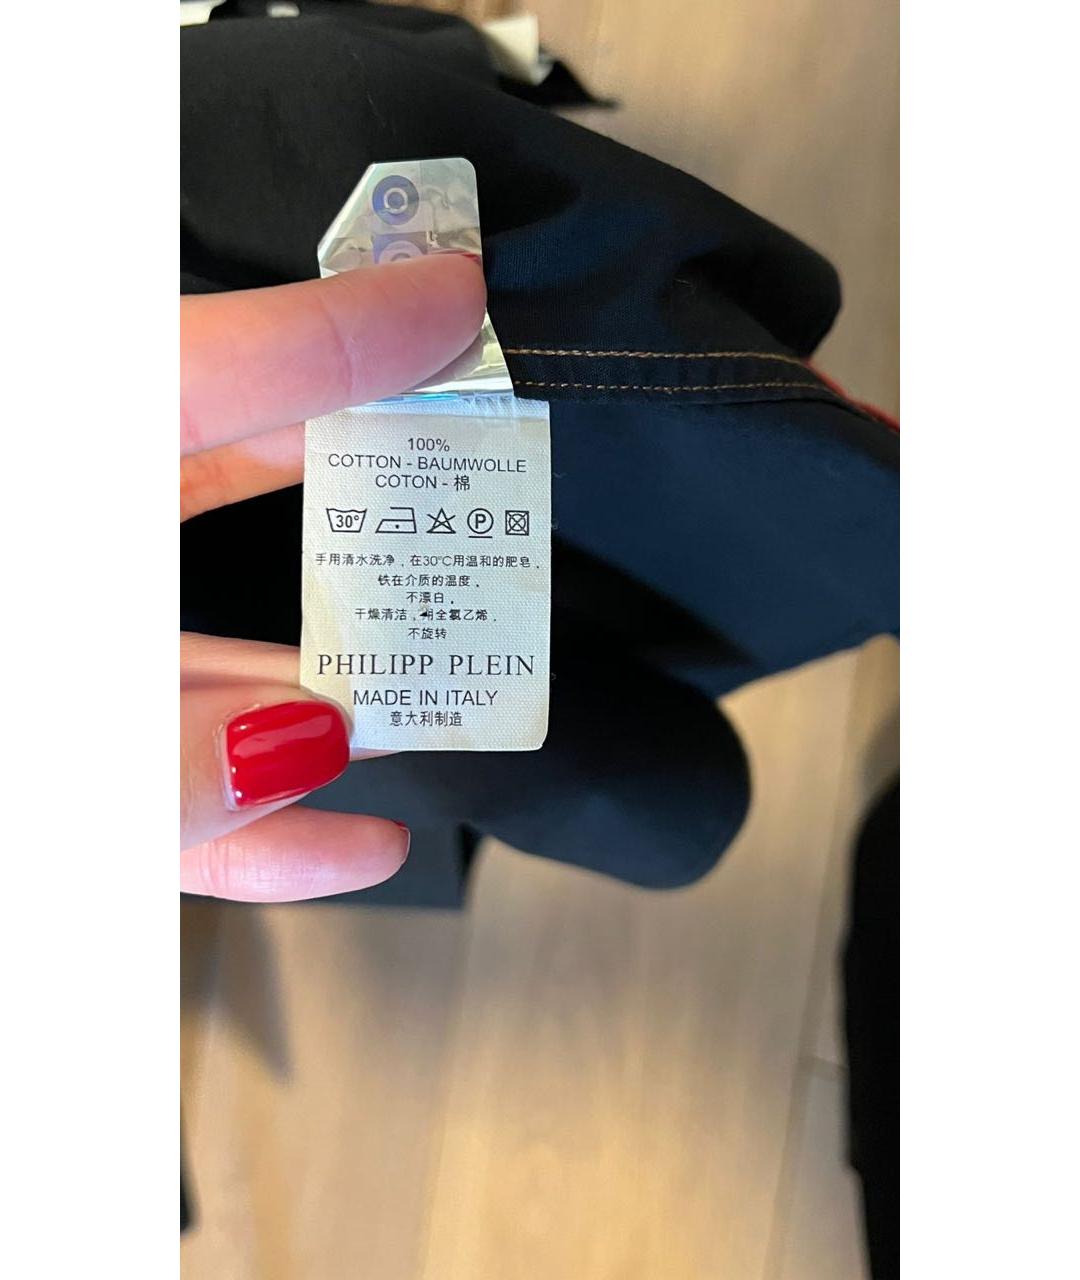 100%
COTTON - BAUMWOLLE
COTON - 棉
30°
P
手用清水洗净，在30°C用温和的肥皂．
铁在介质的温度．
不漂白．
干燥清洁，用全氯乙烯．
不旋转
PHILIPP PLEIN
MADE IN ITALY
意大利制造